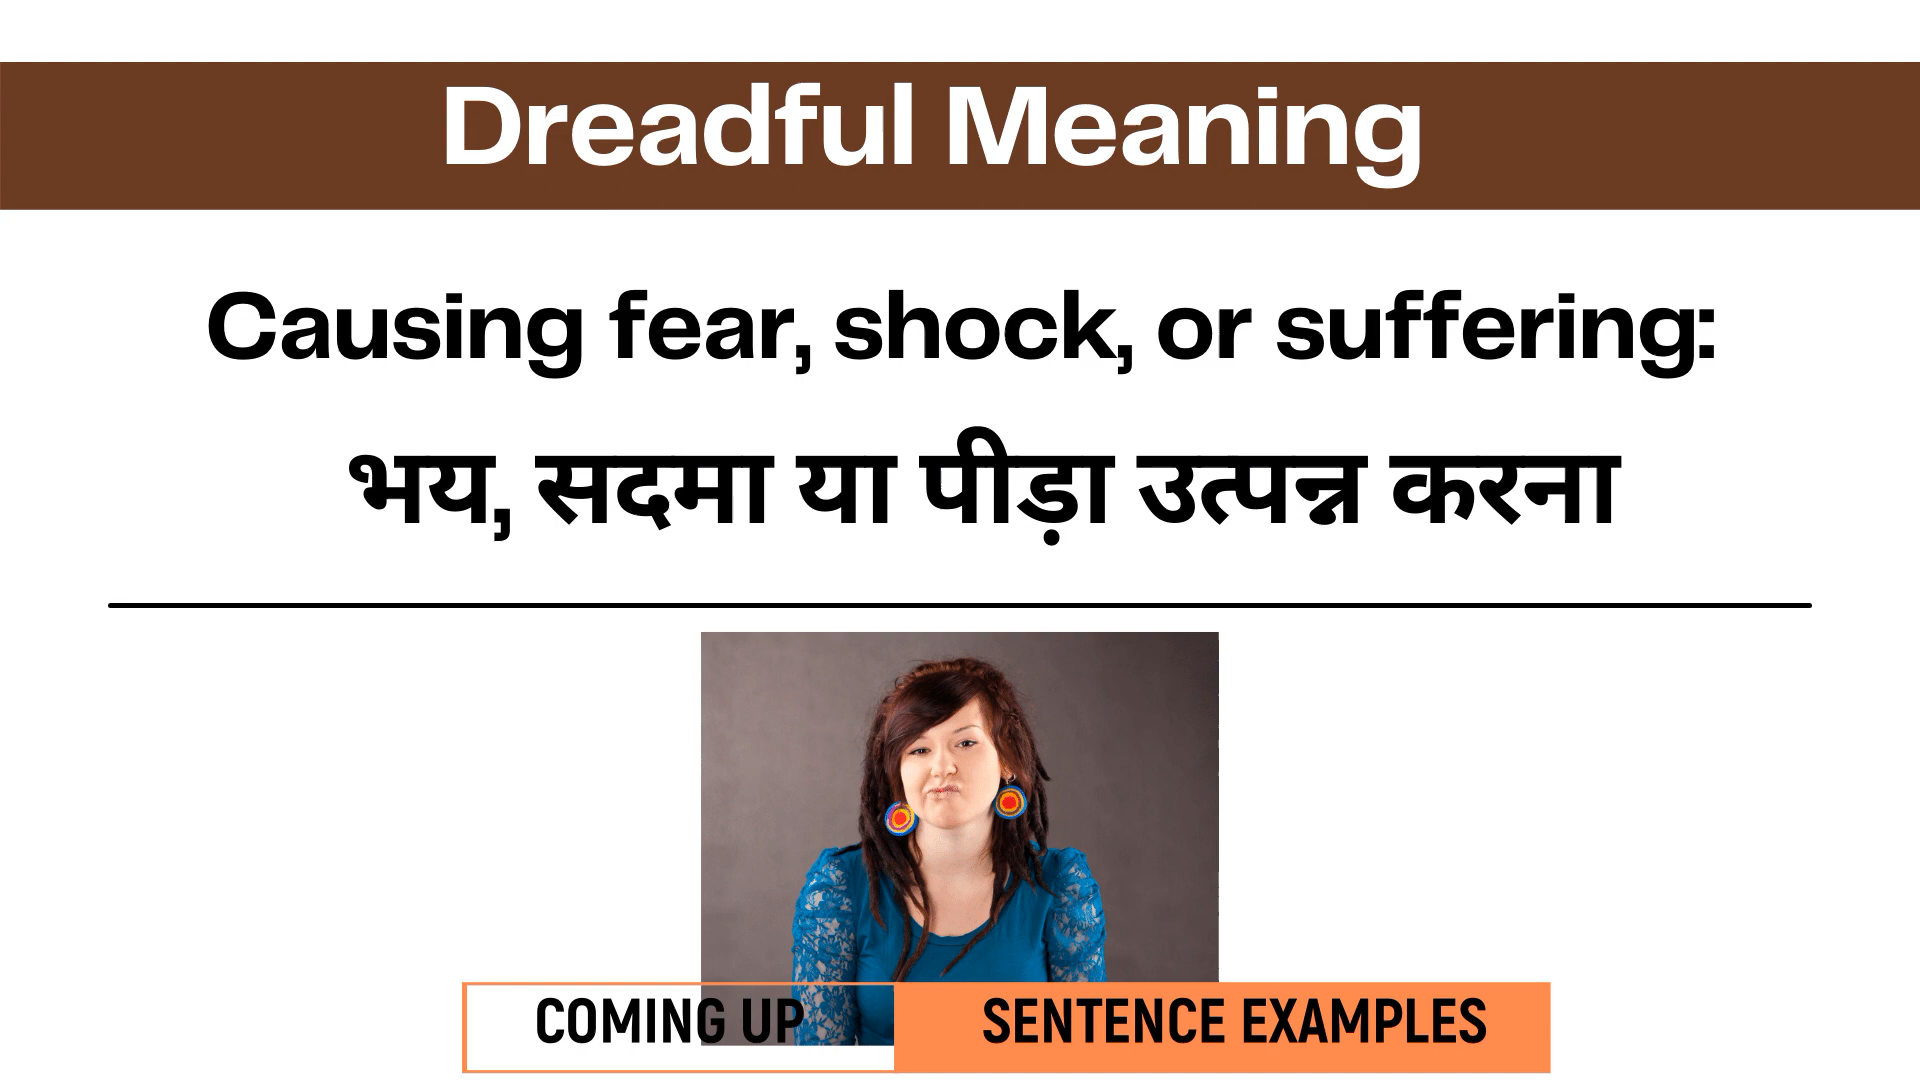 Dreadful Meaning
Causing fear, shock, or suffering:
भय, सदमा या पीड़ा उत्पन्न करना
COMING UP
SENTENCE EXAMPLES